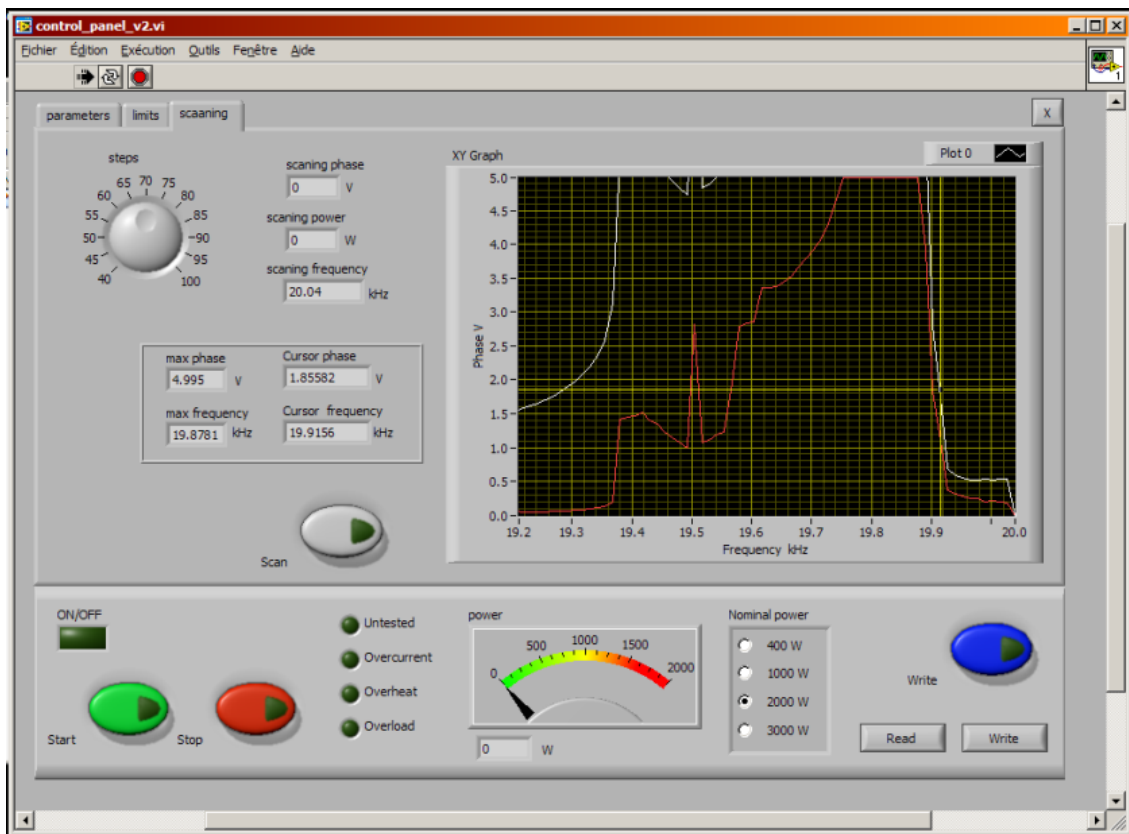 control_panel_v2.vi
Fichier Édition Exécution Outils Fenêtre Aide
1
parameters limits scaaning X
steps
40 45 50 55 60 65 70 75 80 85 90 95 100
scaning phase
0 V
scaning power
0 W
scaning frequency
20.04 kHz
max phase Cursor phase
4.995 V 1.85582 V
max frequency Cursor frequency
19.8781 kHz 19.9156 kHz
Scan
XY Graph Plot 0
5.0
4.5
4.0
3.5
3.0
2.5
2.0
1.5
1.0
0.5
0.0
Phase V
19.2 19.3 19.4 19.5 19.6 19.7 19.8 19.9 20.0
Frequency kHz
ON/OFF
Start Stop
Untested
Overcurrent
Overheat
Overload
power
0 500 1000 1500 2000
0 W
Nominal power
400 W
1000 W
2000 W
3000 W
Write
Read Write